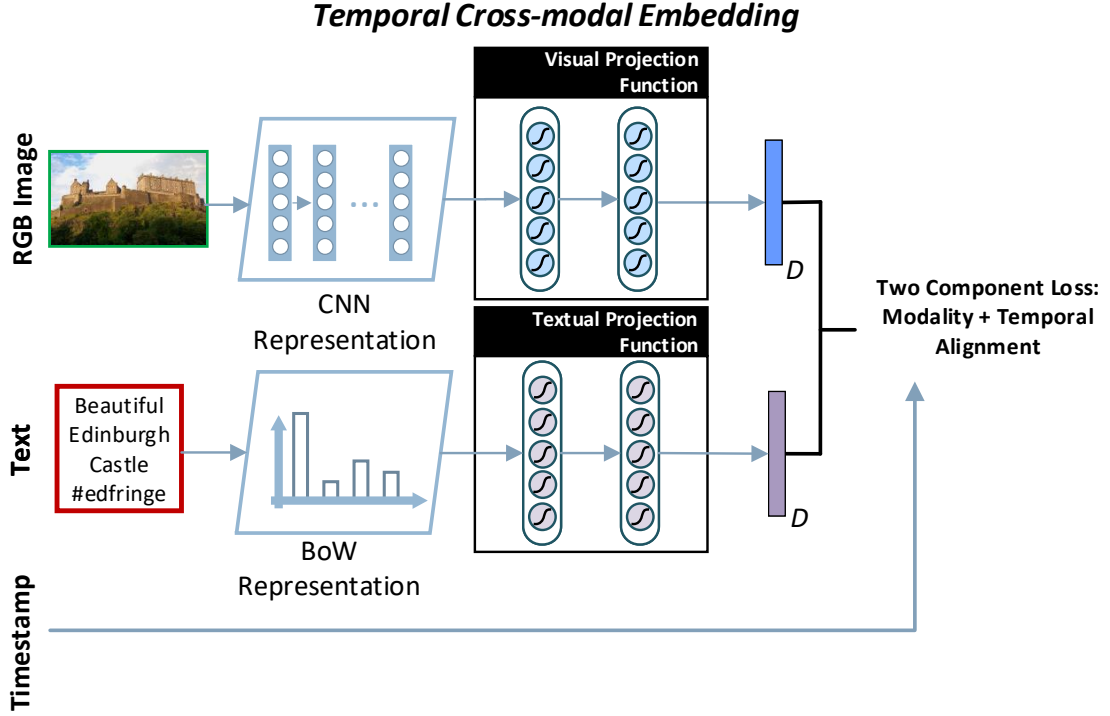 Temporal Cross-modal Embedding
Visual Projection
Function
RGB Image
CNN
Representation
D
Two Component Loss:
Modality + Temporal
Alignment
Textual Projection
Function
Text
Beautiful
Edinburgh
Castle
#edfringe
BoW
Representation
D
Timestamp